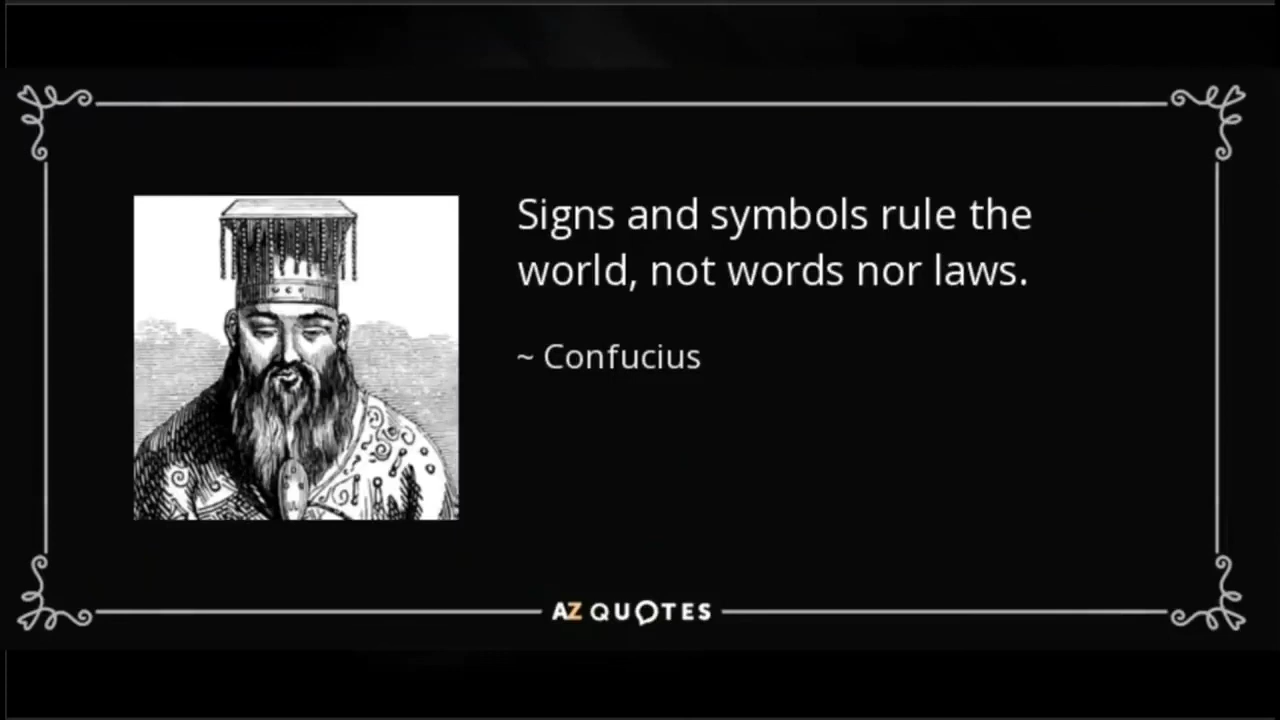 Signs and symbols rule the
world, not words nor laws.
~ Confucius
AZ QUOTES